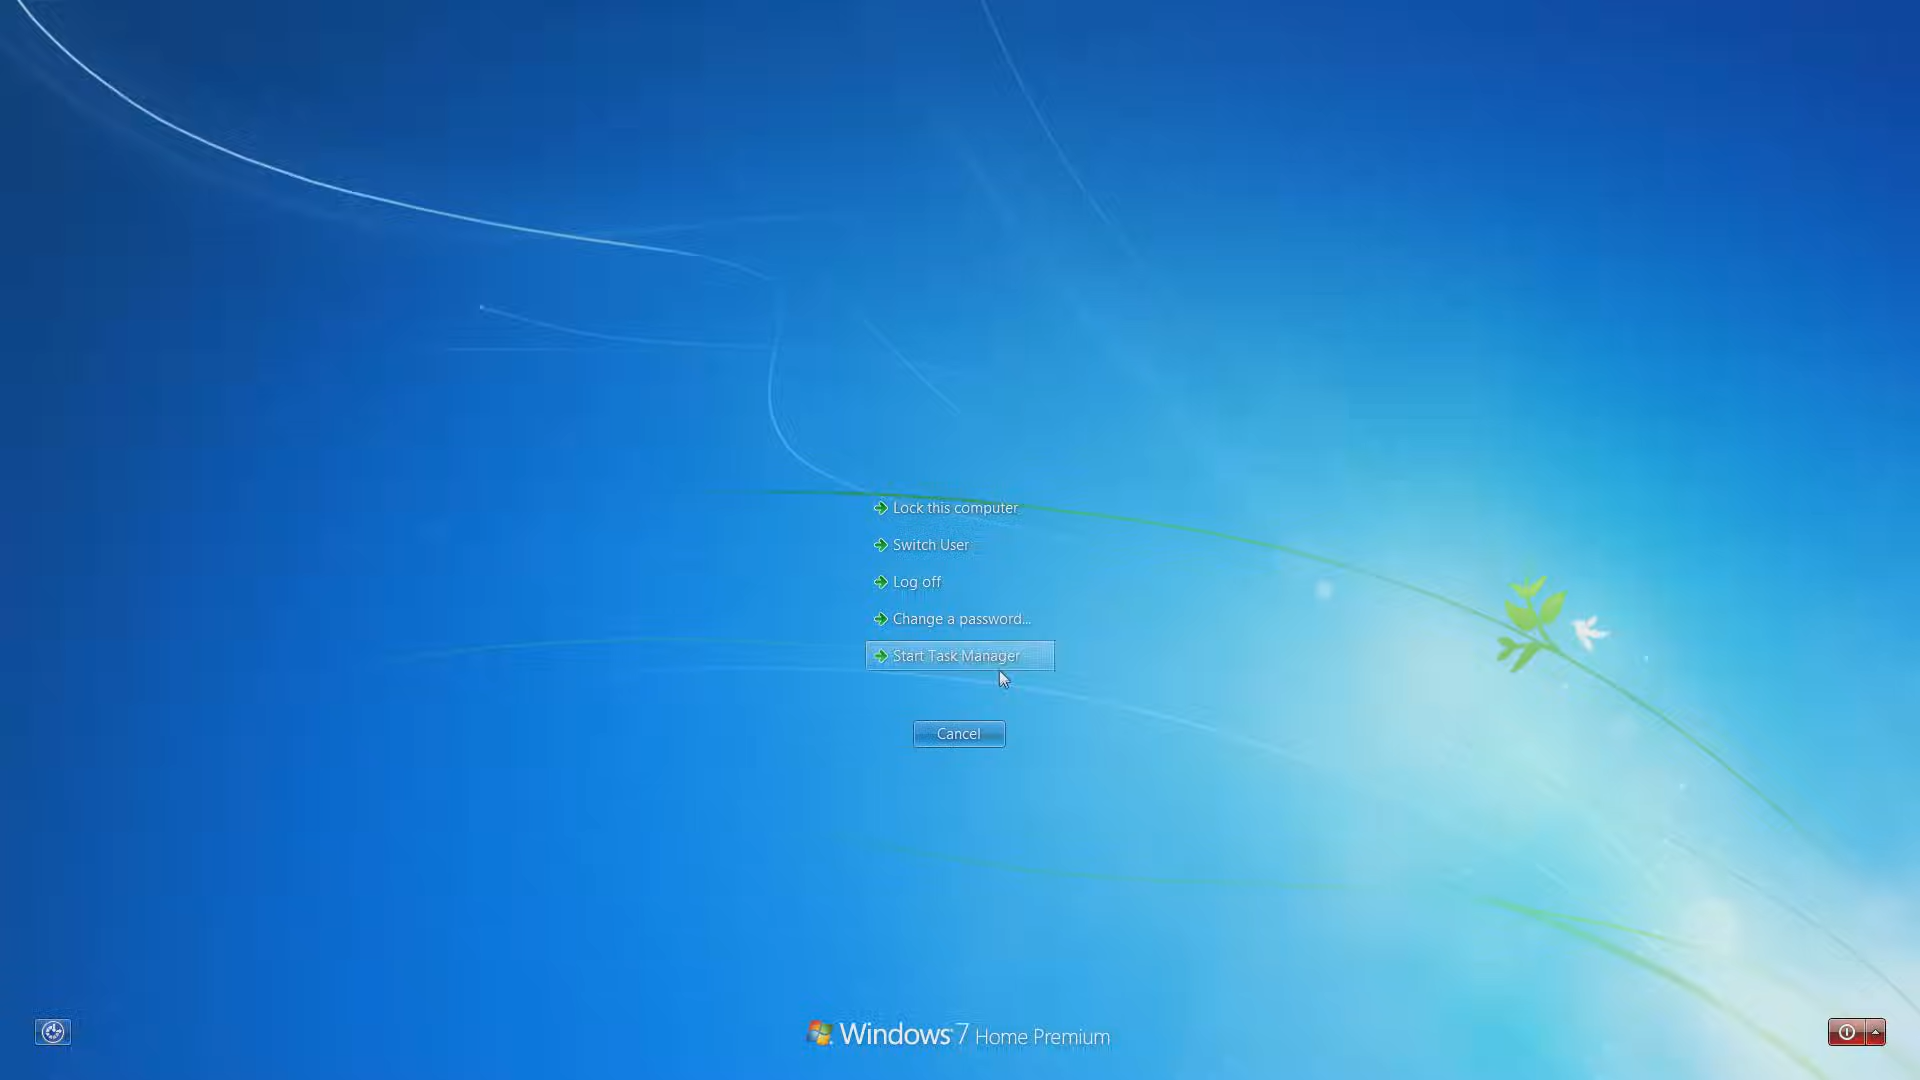 Lock this computer
Switch User
Log off
Change a password...
Start Task Manager
Cancel
Windows 7 Home Premium